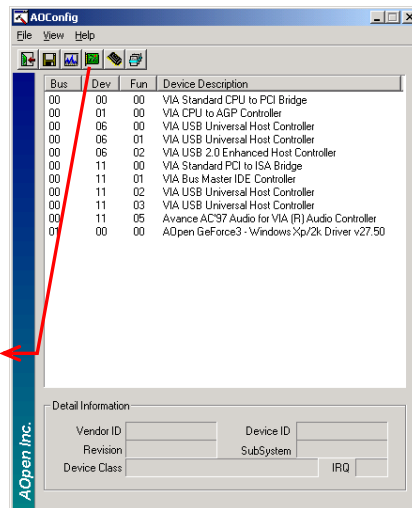 AOConfig
File View Help
Bus Dev Fun Device Description
00 00 00 VIA Standard CPU to PCI Bridge
00 01 00 VIA CPU to AGP Controller
00 06 00 VIA USB Universal Host Controller
00 06 01 VIA USB Universal Host Controller
00 06 02 VIA USB 2.0 Enhanced Host Controller
00 11 00 VIA Standard PCI to ISA Bridge
00 11 01 VIA Bus Master IDE Controller
00 11 02 VIA USB Universal Host Controller
00 11 03 VIA USB Universal Host Controller
00 11 05 Avance AC'97 Audio for VIA (R) Audio Controller
01 00 00 AOpen GeForce3 - Windows Xp/2k Driver v27.50
Detail Information
Vendor ID Device ID
Revision SubSystem
Device Class IRQ
AOpen Inc.